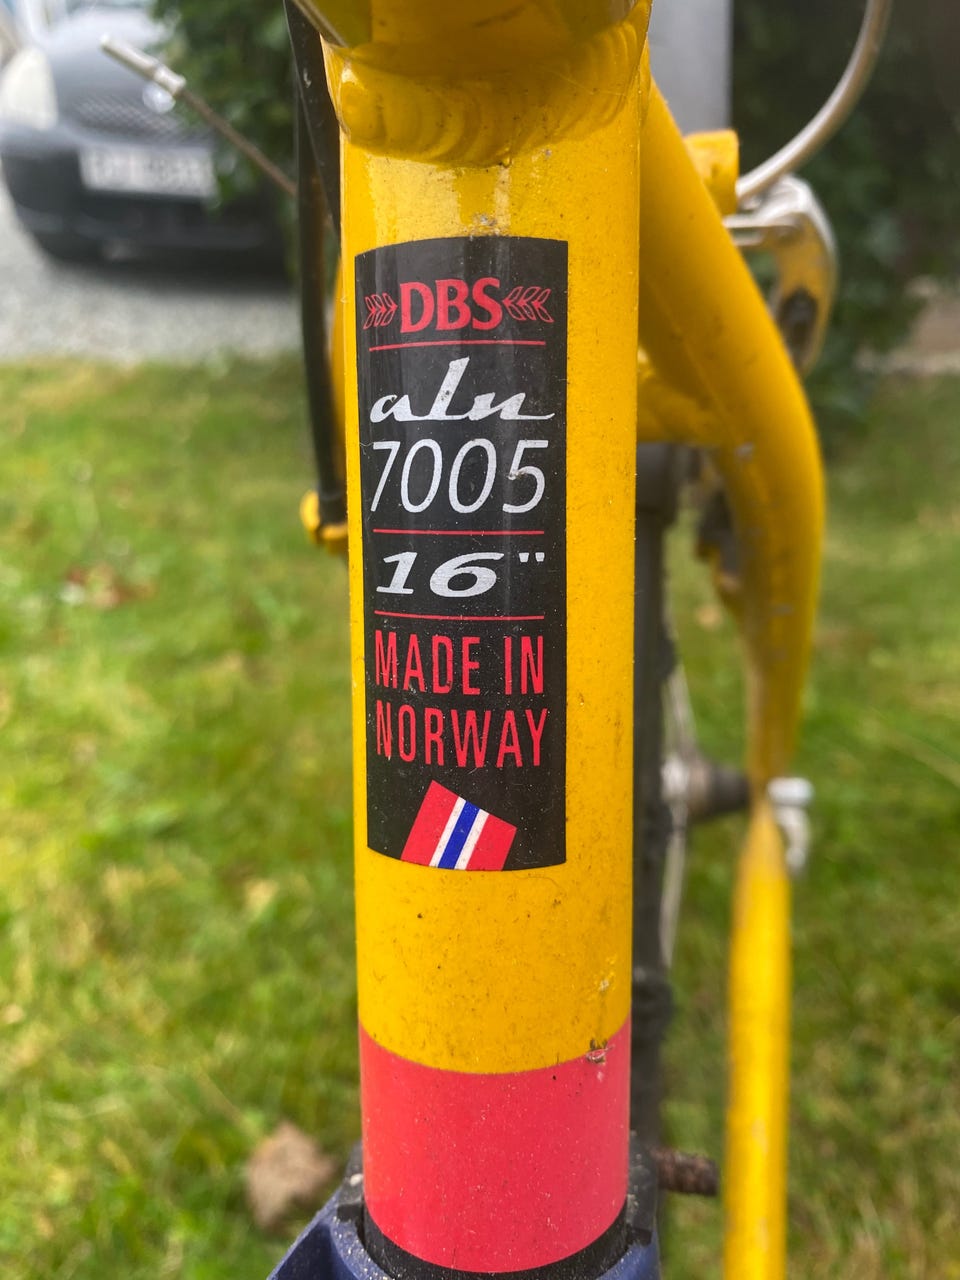 DBS
alu
7005
16"
MADE IN
NORWAY